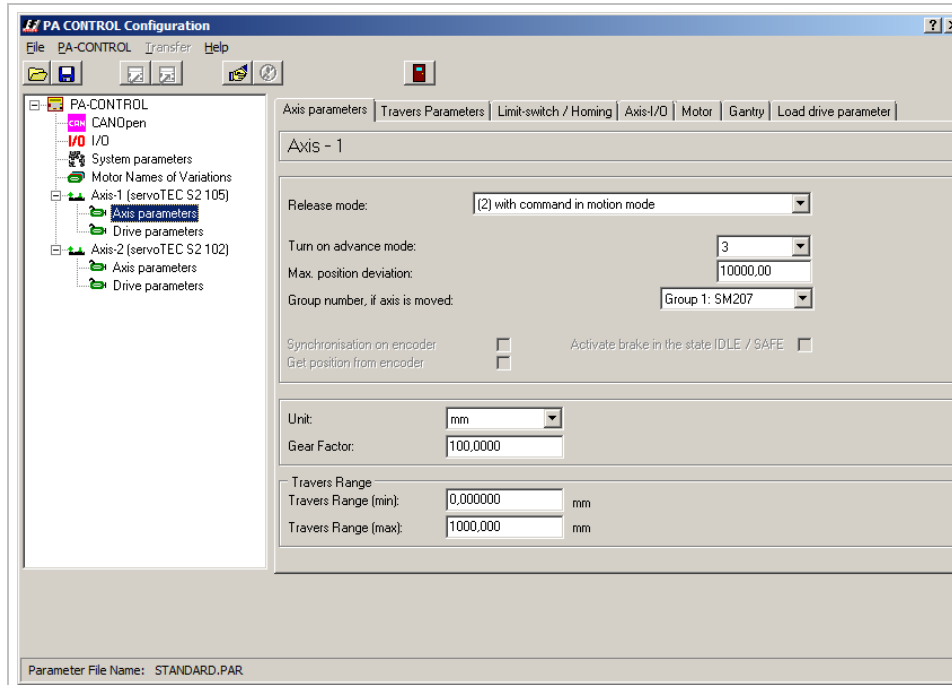 PA CONTROL Configuration
File PA-CONTROL Transfer Help
PA-CONTROL
CAN CANOpen
I/O I/O
System parameters
Motor Names of Variations
Axis-1 (servoTEC S2 105)
Axis parameters
Drive parameters
Axis-2 (servoTEC S2 102)
Axis parameters
Drive parameters
Axis parameters Travers Parameters Limit-switch / Homing Axis-I/O Motor Gantry Load drive parameter
Axis - 1
Release mode: (2) with command in motion mode
Turn on advance mode: 3
Max. position deviation: 10000,00
Group number, if axis is moved: Group 1: SM207
Synchronisation on encoder Activate brake in the state IDLE / SAFE
Get position from encoder
Unit: mm
Gear Factor: 100,0000
Travers Range
Travers Range (min): 0,000000 mm
Travers Range (max): 1000,000 mm
Parameter File Name: STANDARD.PAR